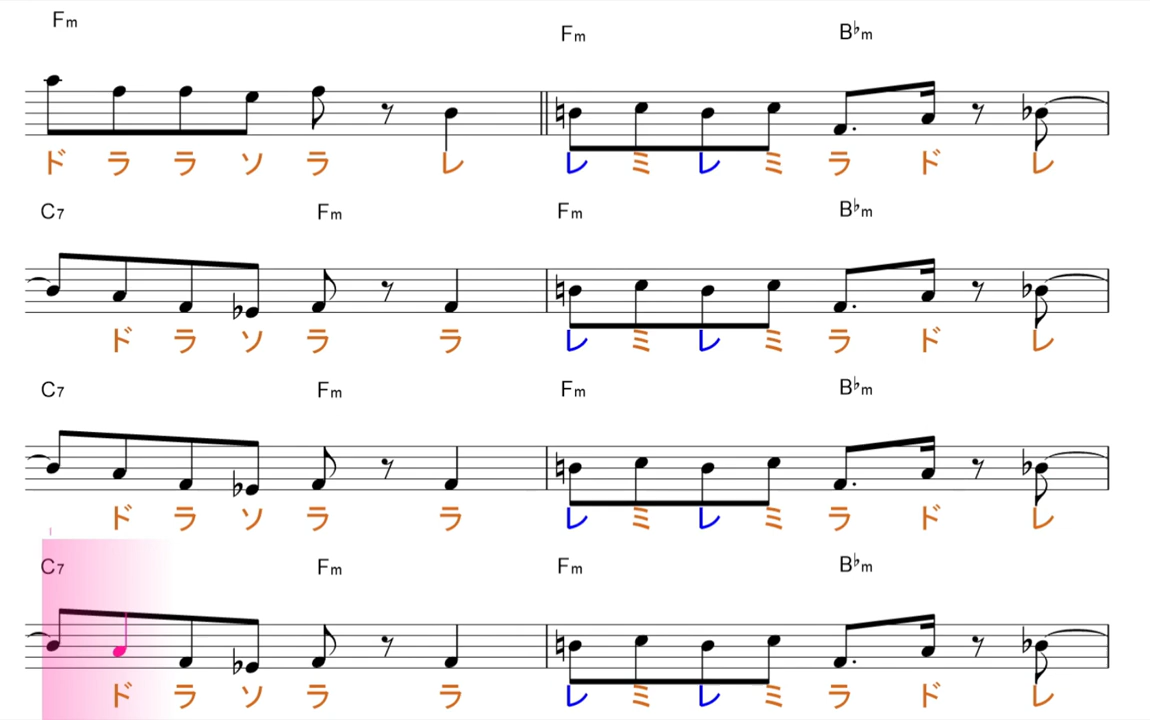 Fm Fm B♭m
ド ラ ラ ソ ラ レ レ ミ レ ミ ラ ド レ
C7 Fm Fm B♭m
ド ラ ソ ラ ラ レ ミ レ ミ ラ ド レ
C7 Fm Fm B♭m
ド ラ ソ ラ ラ レ ミ レ ミ ラ ド レ
C7 Fm Fm B♭m
ド ラ ソ ラ ラ レ ミ レ ミ ラ ド レ